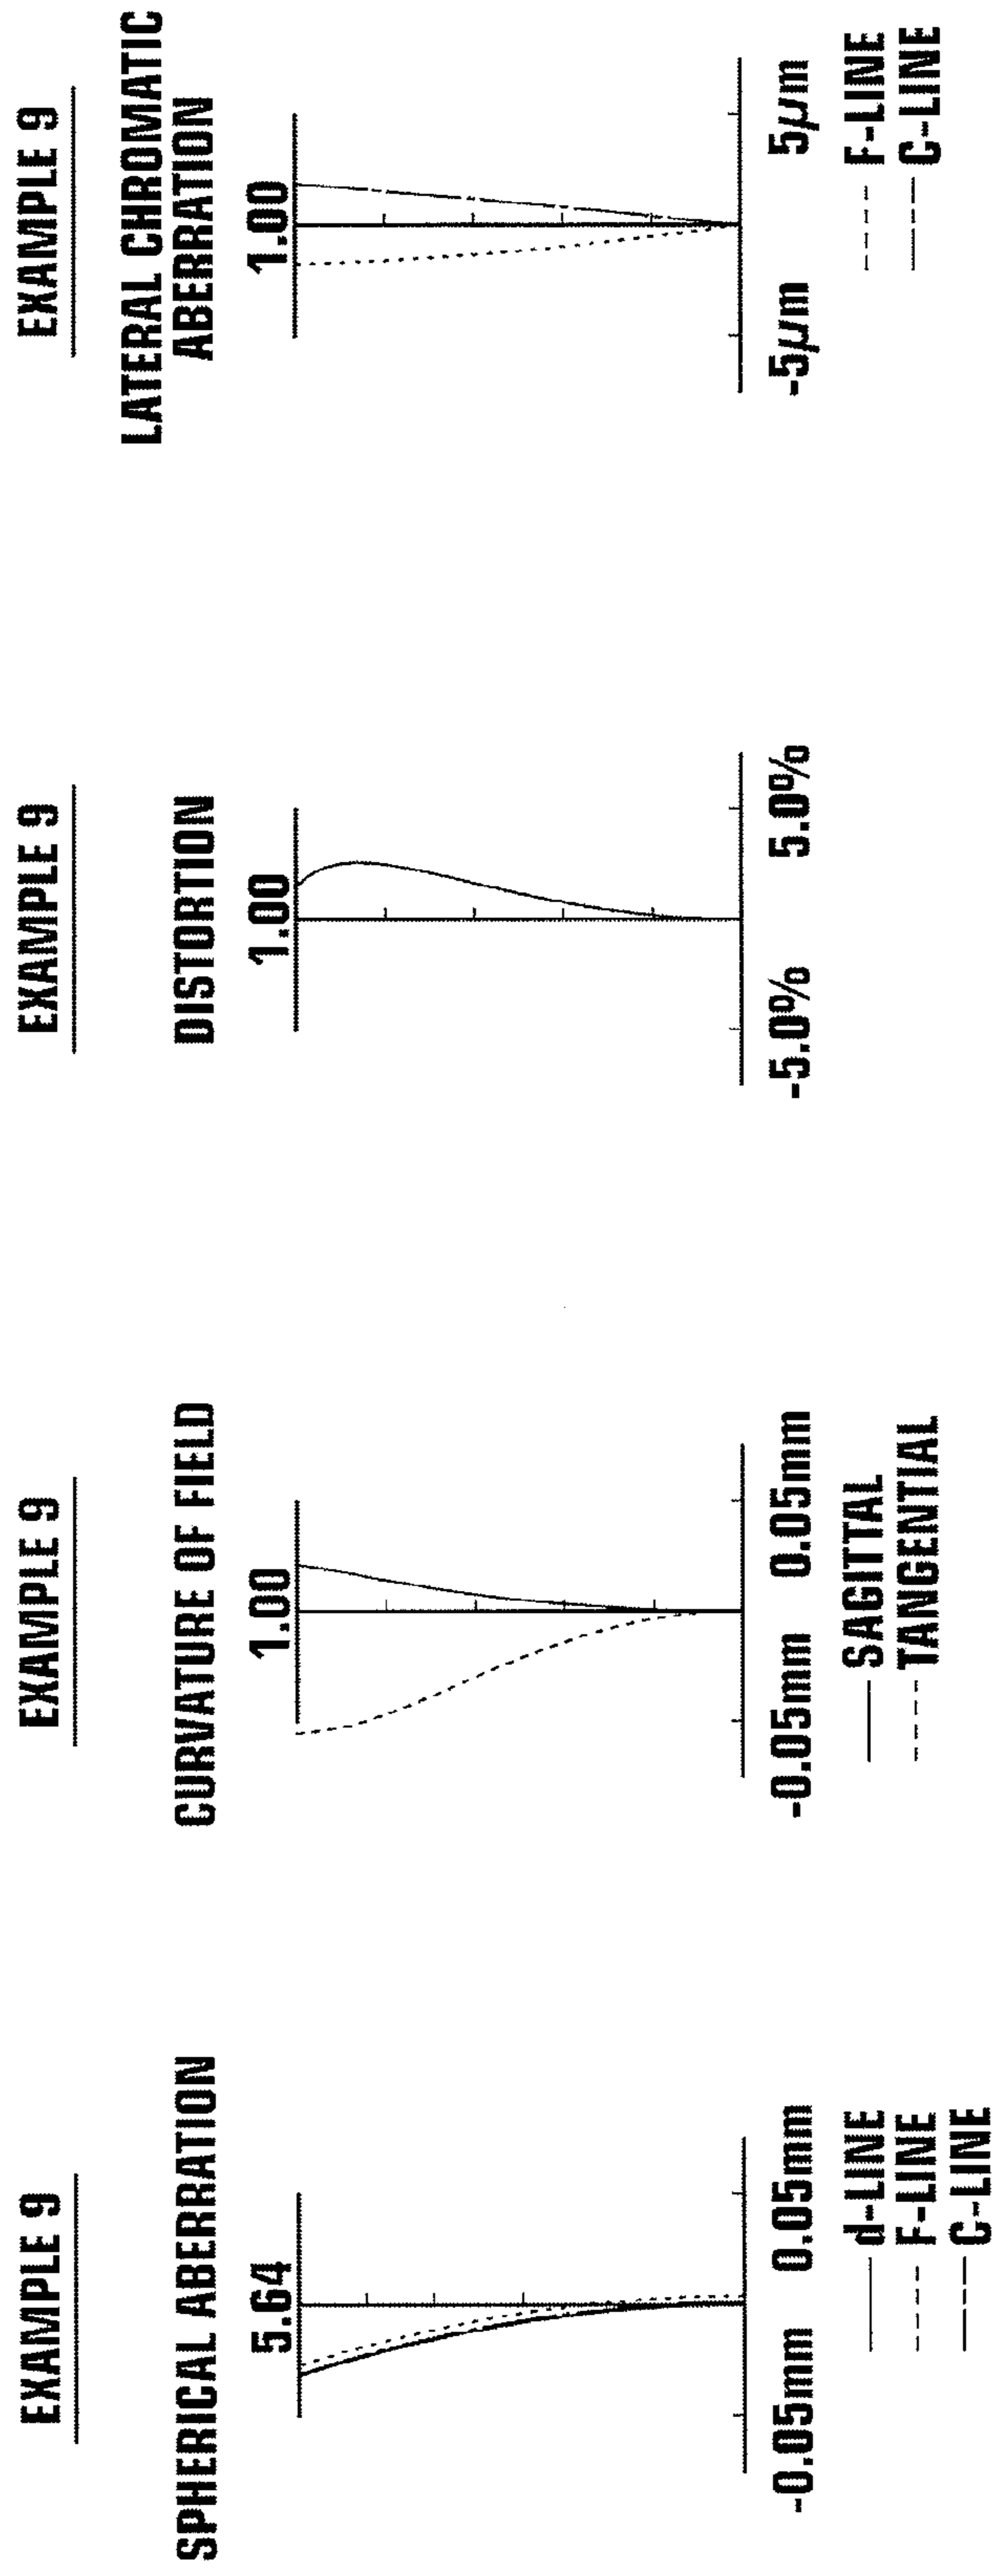 EXAMPLE 9
SPHERICAL ABERRATION
5.64
-0.05mm 0.05mm
d-LINE
F-LINE
C-LINE
EXAMPLE 9
CURVATURE OF FIELD
1.00
-0.05mm 0.05mm
SAGITTAL
TANGENTIAL
EXAMPLE 9
DISTORTION
1.00
-5.0% 5.0%
EXAMPLE 9
LATERAL CHROMATIC
ABERRATION
1.00
-5μm 5μm
F-LINE
C-LINE